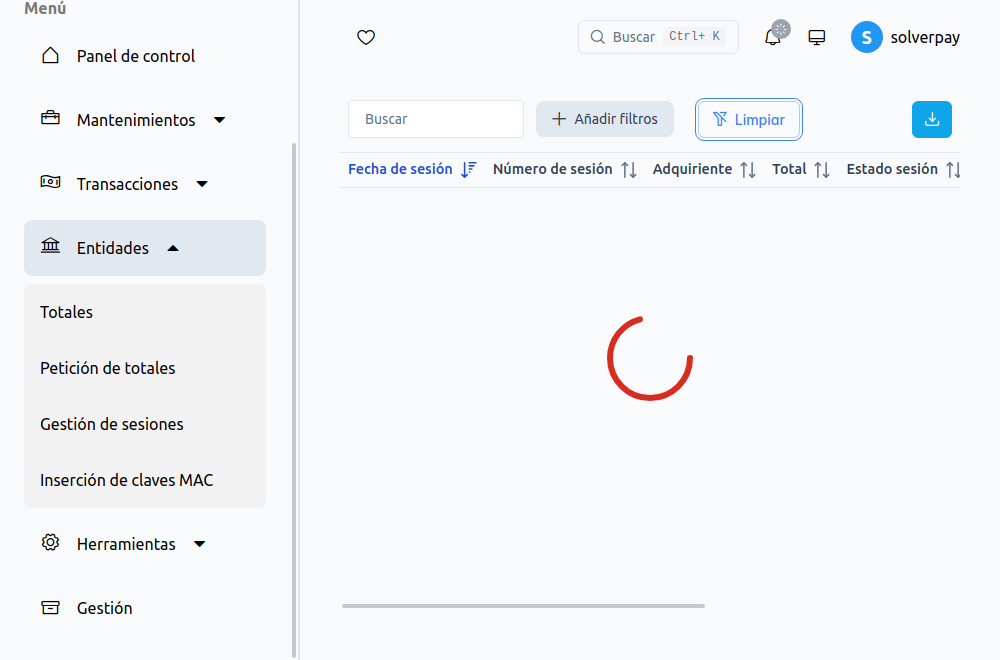 Menú
Panel de control
Mantenimientos
Transacciones
Entidades
Totales
Petición de totales
Gestión de sesiones
Inserción de claves MAC
Herramientas
Gestión
Buscar Ctrl+ K
S solverpay
Buscar
Añadir filtros
Limpiar
Fecha de sesión Número de sesión Adquiriente Total Estado sesión